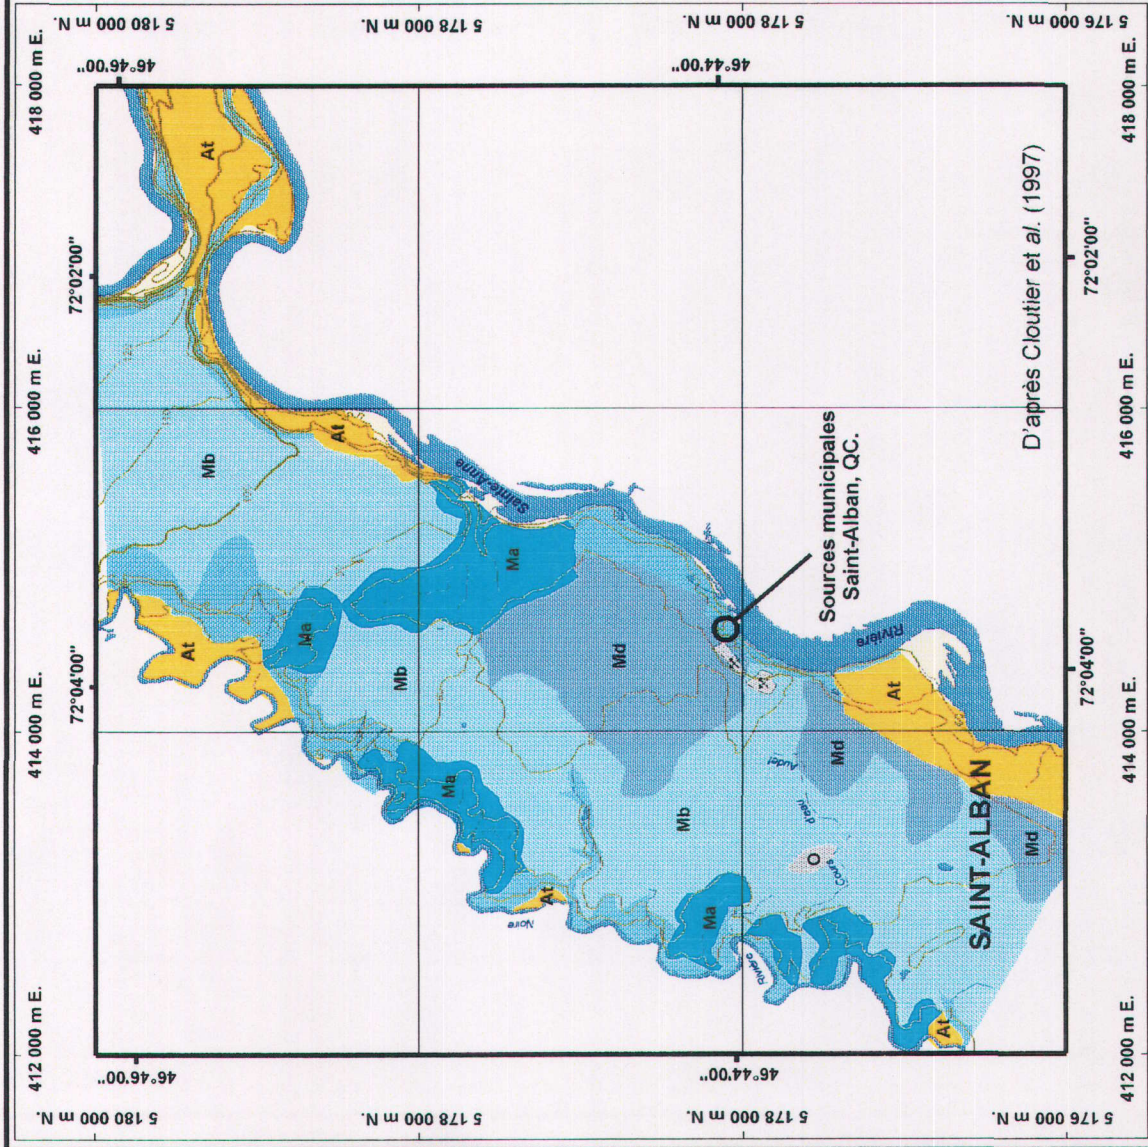 412 000 m E.
414 000 m E.
416 000 m E.
418 000 m E.
72°04'00"
72°02'00"
5 180 000 m N.
5 180 000 m N.
46°46'00"
46°46'00"
At
Mb
At
Ma
At
5 178 000 m N.
5 178 000 m N.
Mb
Ma
Ma
Sainte-Anne
At
Noire
Md
Mb
Ma
Sources municipales
Saint-Alban, QC.
46°44'00"
46°44'00"
5 178 000 m N.
5 178 000 m N.
Rivière
Cours
d'eau
Audet
Md
At
Rivière
At
SAINT-ALBAN
Md
D'après Cloutier et al. (1997)
5 176 000 m N.
5 176 000 m N.
72°04'00"
72°02'00"
412 000 m E.
414 000 m E.
416 000 m E.
418 000 m E.